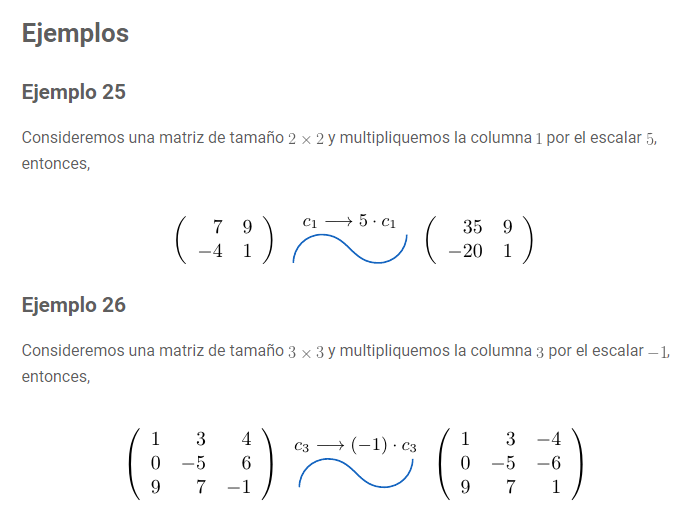 Ejemplos
Ejemplo 25
Consideremos una matriz de tamaño 2 × 2 y multipliquemos la columna 1 por el escalar 5,
entonces,
c₁ ⟶ 5 · c₁
( 7 9 ) ( 35 9 )
( −4 1 ) ( −20 1 )
Ejemplo 26
Consideremos una matriz de tamaño 3 × 3 y multipliquemos la columna 3 por el escalar −1,
entonces,
c₃ ⟶ (−1) · c₃
( 1 3 4 ) ( 1 3 −4 )
( 0 −5 6 ) ( 0 −5 −6 )
( 9 7 −1 ) ( 9 7 1 )